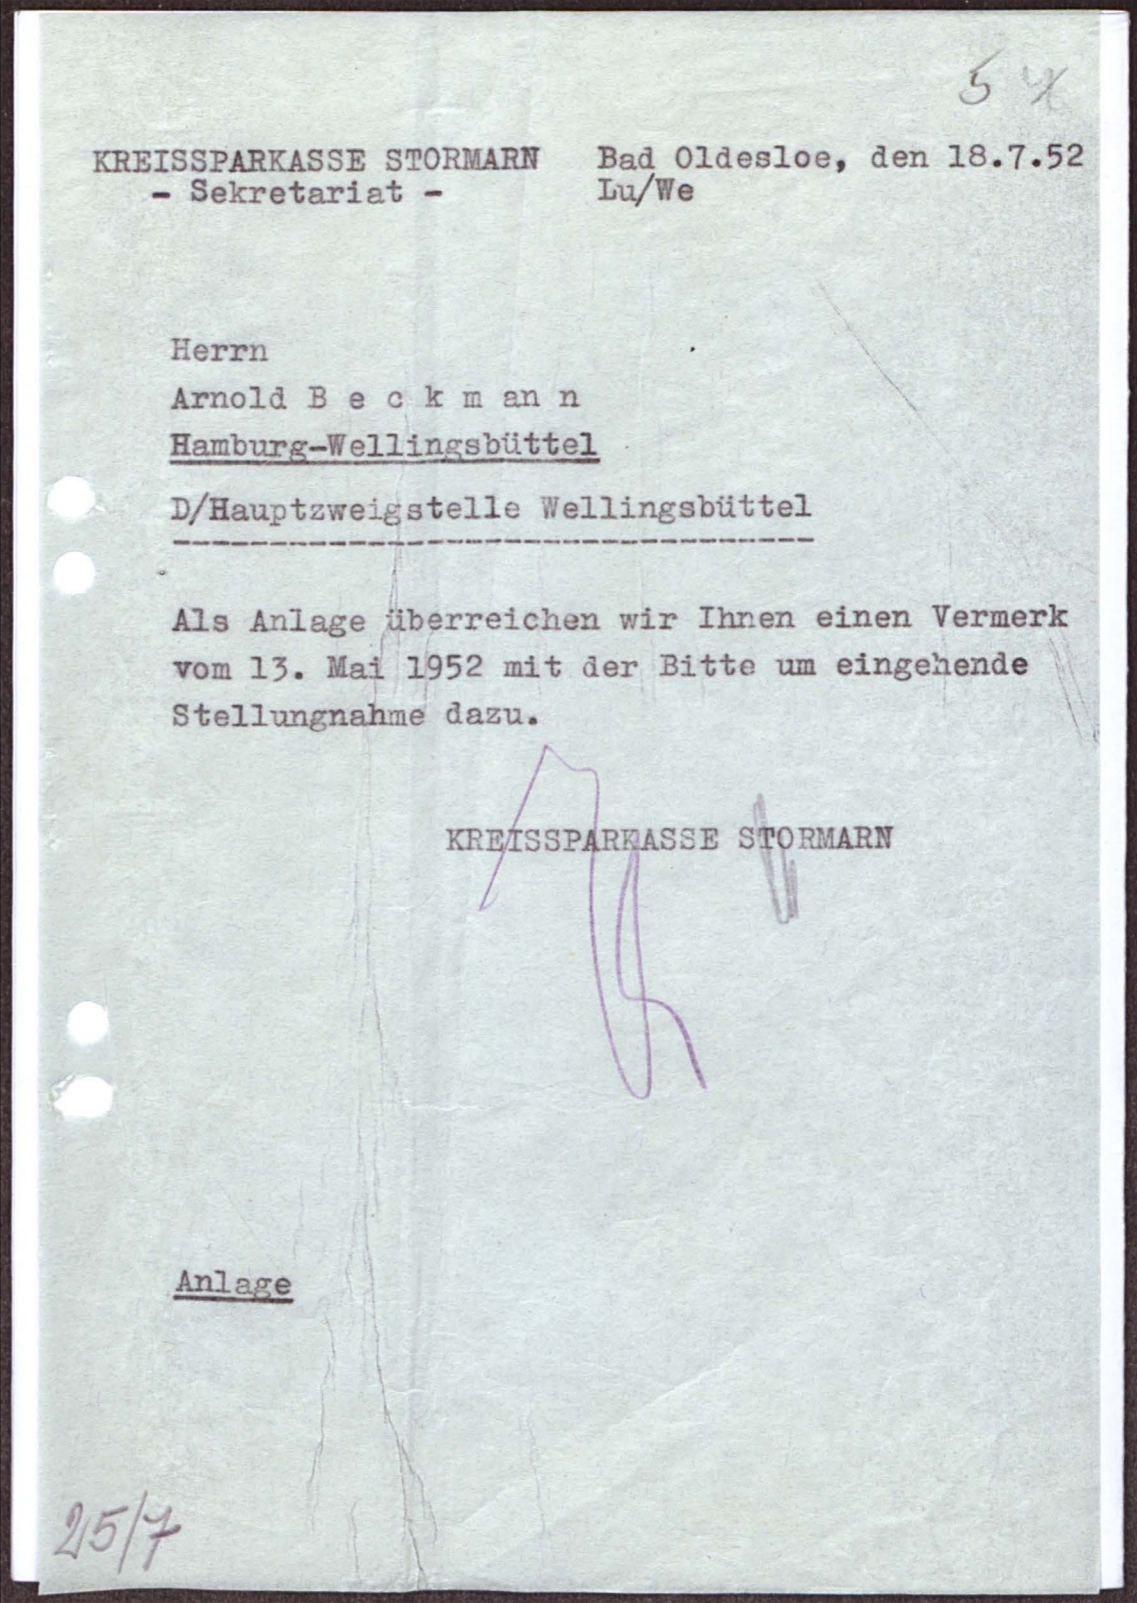 5
KREISSPARKASSE STORMARN Bad Oldesloe, den 18.7.52
- Sekretariat - Lu/We
Herrn
Arnold B e c k m an n
Hamburg-Wellingsbüttel
D/Hauptzweigstelle Wellingsbüttel
Als Anlage überreichen wir Ihnen einen Vermerk
vom 13. Mai 1952 mit der Bitte um eingehende
Stellungnahme dazu.
KREISSPARKASSE STORMARN
Anlage
25/7